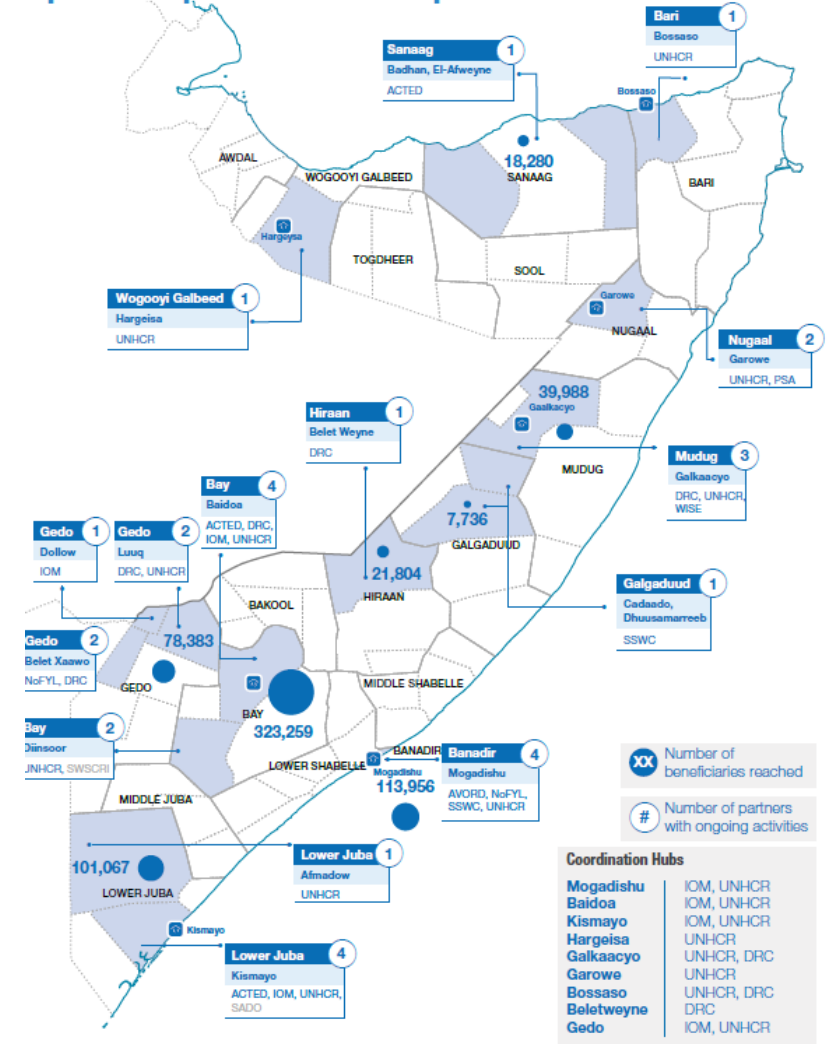 Bari 1
Bossaso
UNHCR
Sanaag 1
Badhan, El-Afweyne
ACTED
Bossaso
AWDAL
WOGOOYI GALBEED
18,280
SANAAG
BARI
Hargeysa
TOGDHEER
SOOL
Wogooyi Galbeed 1
Hargeisa
UNHCR
Garowe
NUGAAL
Nugaal 2
Garowe
UNHCR, PSA
39,988
Gaalkacyo
MUDUG
Hiraan 1
Belet Weyne
DRC
Mudug 3
Galkaacyo
DRC, UNHCR,
WISE
Bay 4
Baidoa
ACTED, DRC,
IOM, UNHCR
7,736
GALGADUUD
Gedo 1
Dollow
IOM
Gedo 2
Luuq
DRC, UNHCR
21,804
HIRAAN
Galgaduud 1
Cadaado,
Dhuusamarreeb
SSWC
BAKOOL
78,383
Gedo 2
Belet Xaawo
NoFYL, DRC
GEDO
MIDDLE SHABELLE
BAY
323,259
Bay 2
Diinsoor
UNHCR, SWSCRI
LOWER SHABELLE
BANADIR
Mogadishu
113,956
Banadir 4
Mogadishu
AVORD, NoFYL,
SSWC, UNHCR
XX Number of
beneficiaries reached
# Number of partners
with ongoing activities
MIDDLE JUBA
101,067
LOWER JUBA
Lower Juba 1
Afmadow
UNHCR
Kismayo
Lower Juba 4
Kismayo
ACTED, IOM, UNHCR,
SADO
Coordination Hubs
Mogadishu IOM, UNHCR
Baidoa IOM, UNHCR
Kismayo IOM, UNHCR
Hargeisa UNHCR
Galkaacyo UNHCR, DRC
Garowe UNHCR
Bossaso UNHCR, DRC
Beletweyne DRC
Gedo IOM, UNHCR